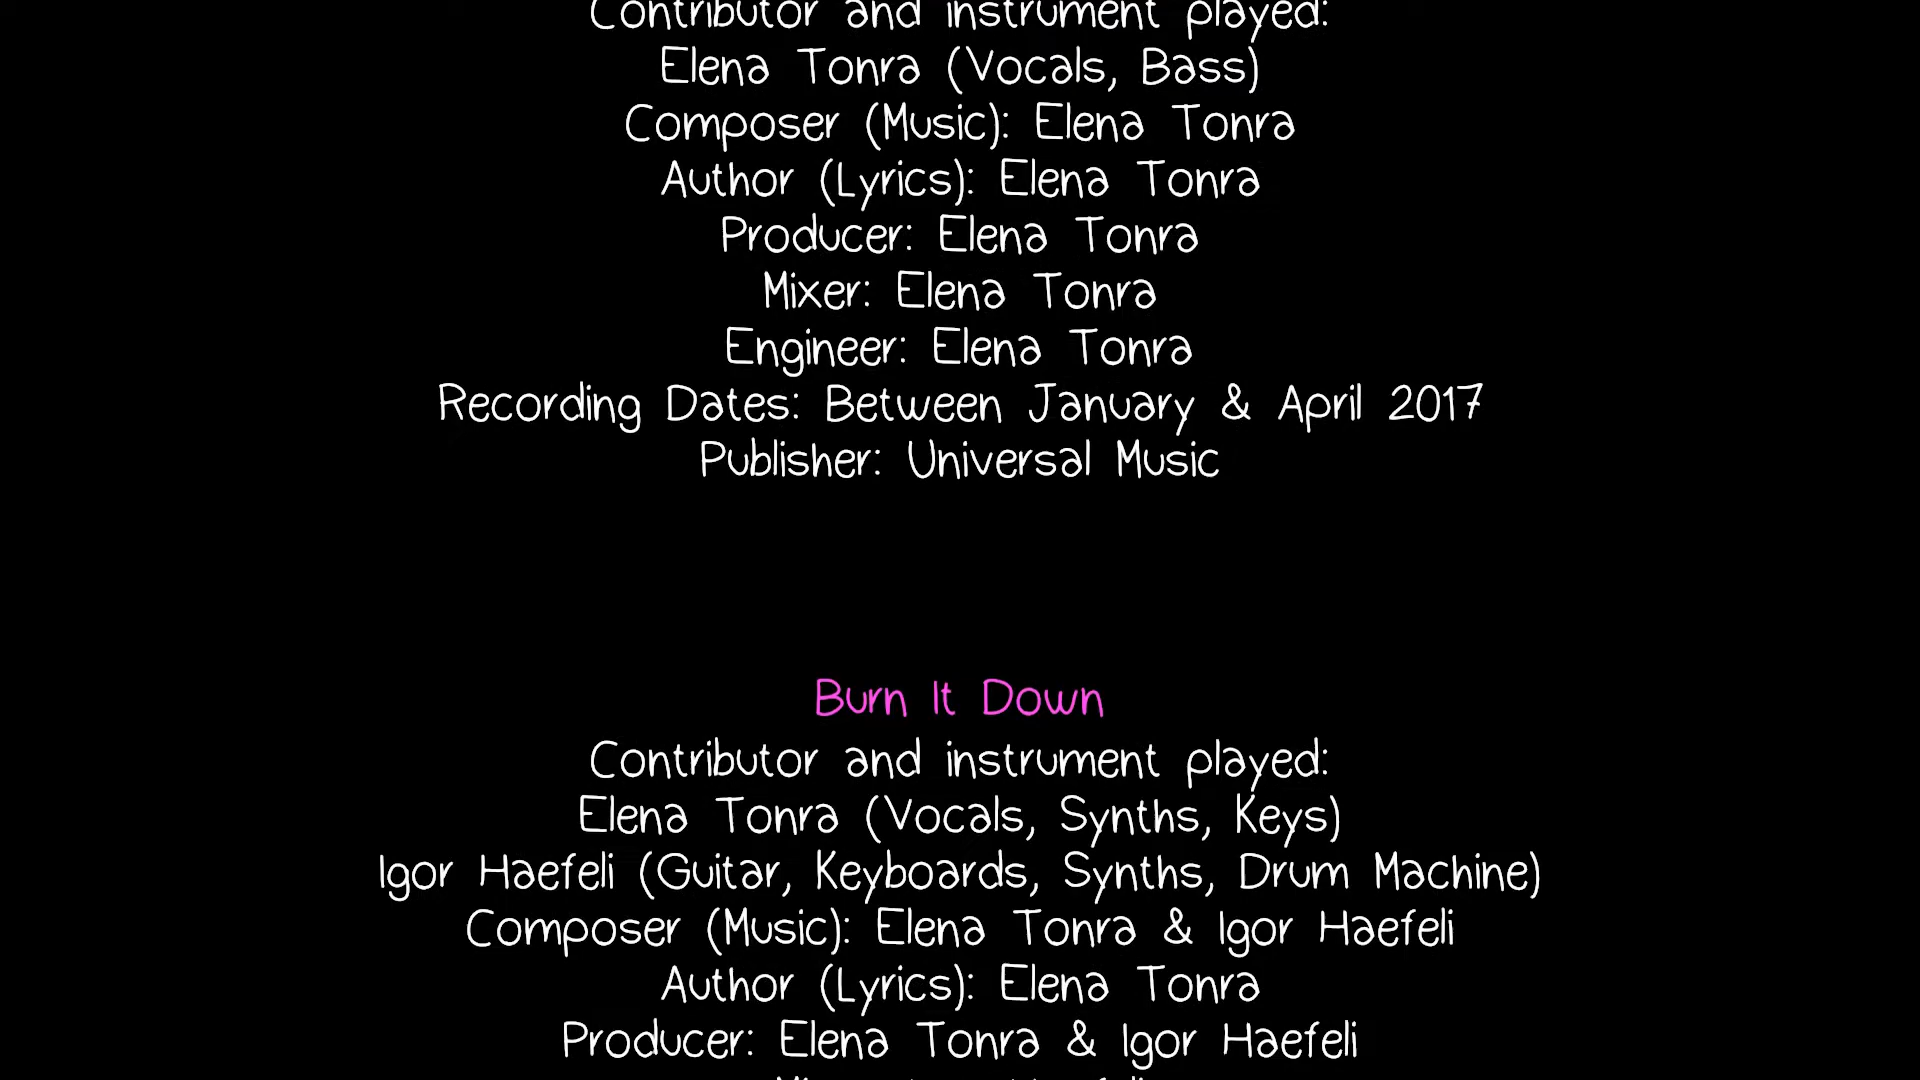 Contributor and instrument played:
Elena Tonra (Vocals, Bass)
Composer (Music): Elena Tonra
Author (Lyrics): Elena Tonra
Producer: Elena Tonra
Mixer: Elena Tonra
Engineer: Elena Tonra
Recording Dates: Between January & April 2017
Publisher: Universal Music
Burn It Down
Contributor and instrument played:
Elena Tonra (Vocals, Synths, Keys)
Igor Haefeli (Guitar, Keyboards, Synths, Drum Machine)
Composer (Music): Elena Tonra & Igor Haefeli
Author (Lyrics): Elena Tonra
Producer: Elena Tonra & Igor Haefeli